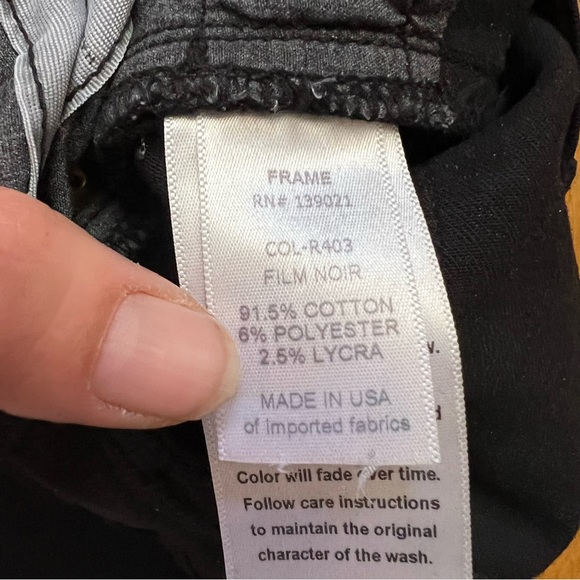 FRAME
RN# 139021
COL-R403
FILM NOIR
91.5% COTTON
6% POLYESTER
2.5% LYCRA
MADE IN USA
of imported fabrics
Color will fade over time.
Follow care instructions
to maintain the original
character of the wash.